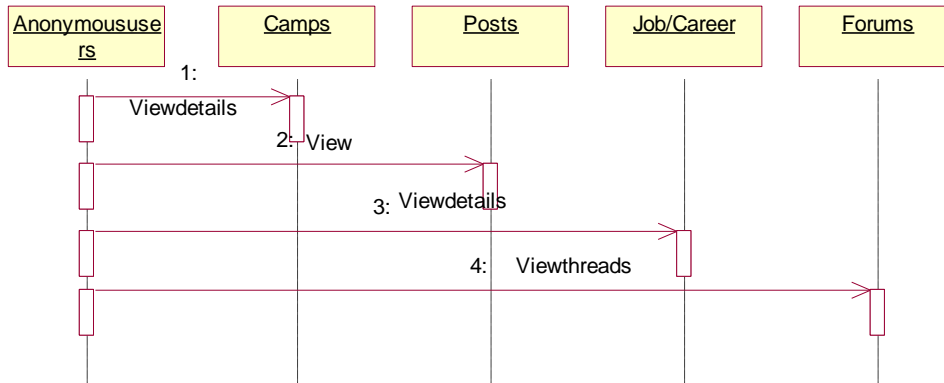 Anonymoususe
rs
Camps
Posts
Job/Career
Forums
1:
Viewdetails
2: View
3: Viewdetails
4: Viewthreads